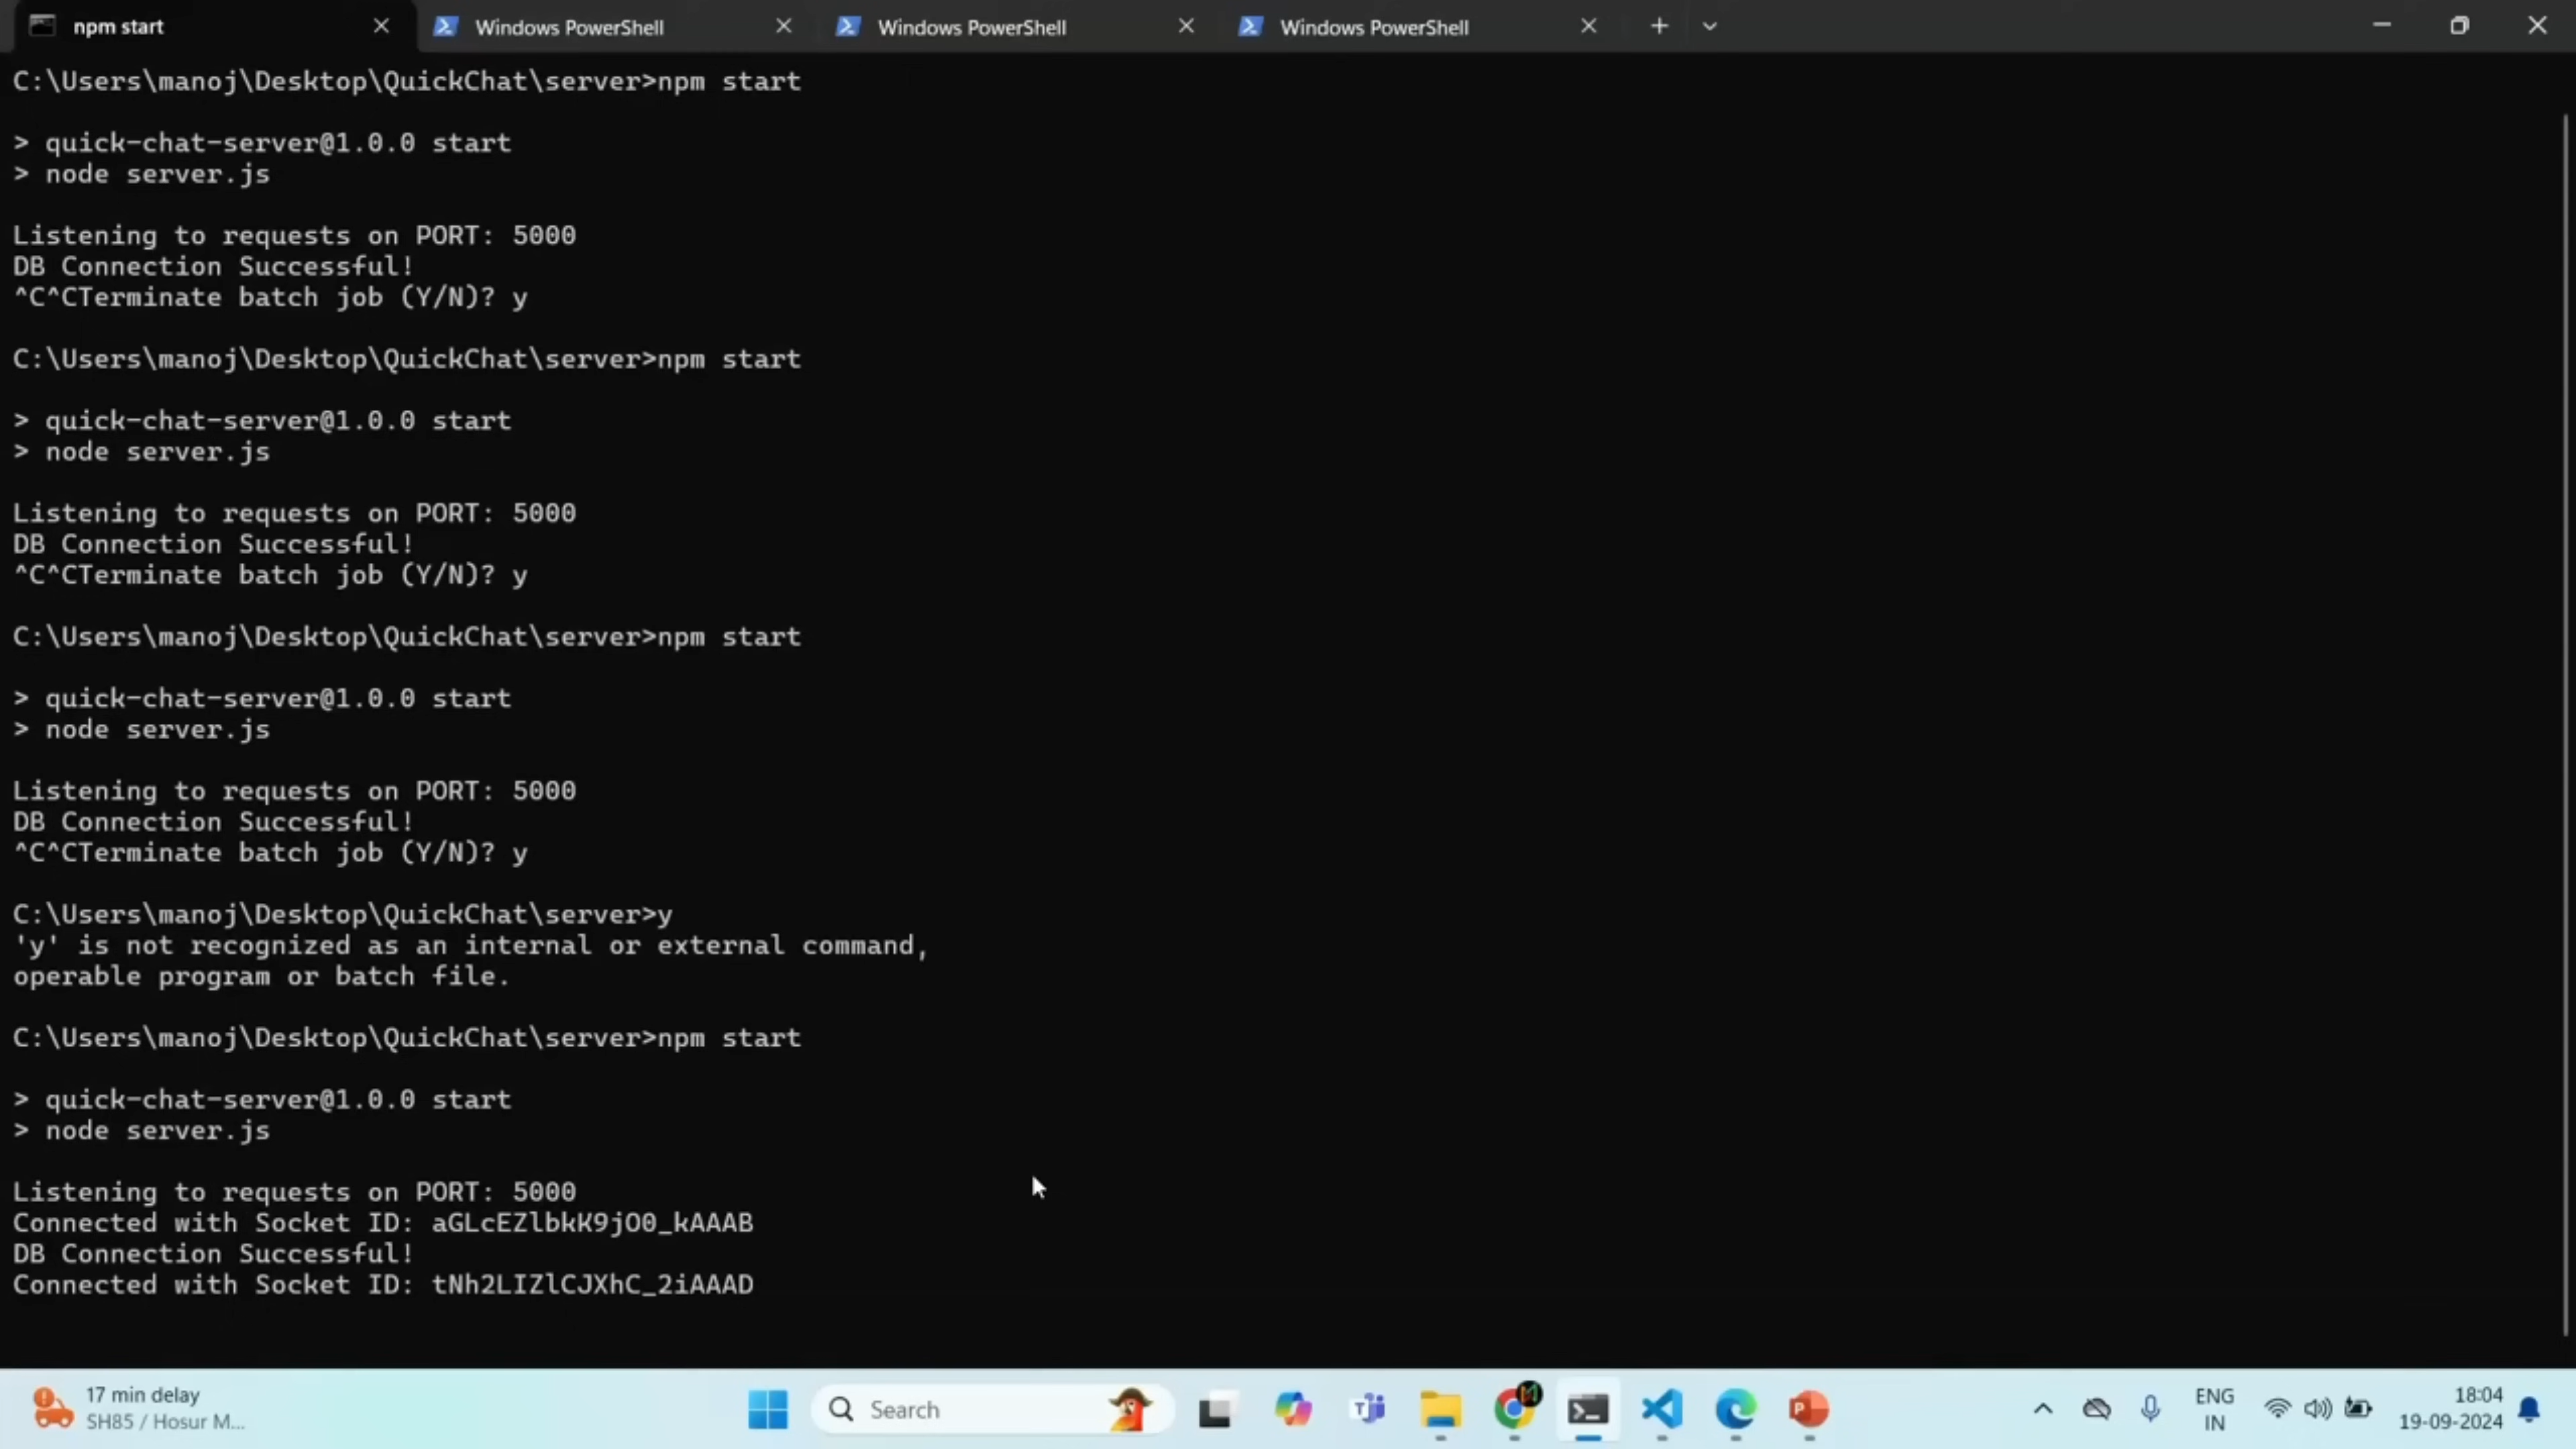 npm start
Windows PowerShell
Windows PowerShell
Windows PowerShell
C:\Users\manoj\Desktop\QuickChat\server>npm start
> quick-chat-server@1.0.0 start
> node server.js
Listening to requests on PORT: 5000
DB Connection Successful!
^C^CTerminate batch job (Y/N)? y
C:\Users\manoj\Desktop\QuickChat\server>npm start
> quick-chat-server@1.0.0 start
> node server.js
Listening to requests on PORT: 5000
DB Connection Successful!
^C^CTerminate batch job (Y/N)? y
C:\Users\manoj\Desktop\QuickChat\server>npm start
> quick-chat-server@1.0.0 start
> node server.js
Listening to requests on PORT: 5000
DB Connection Successful!
^C^CTerminate batch job (Y/N)? y
C:\Users\manoj\Desktop\QuickChat\server>y
'y' is not recognized as an internal or external command,
operable program or batch file.
C:\Users\manoj\Desktop\QuickChat\server>npm start
> quick-chat-server@1.0.0 start
> node server.js
Listening to requests on PORT: 5000
Connected with Socket ID: aGLcEZlbkK9jO0_kAAAB
DB Connection Successful!
Connected with Socket ID: tNh2LIZlCJXhC_2iAAAD
17 min delay
SH85 / Hosur M...
Search
ENG
IN
18:04
19-09-2024